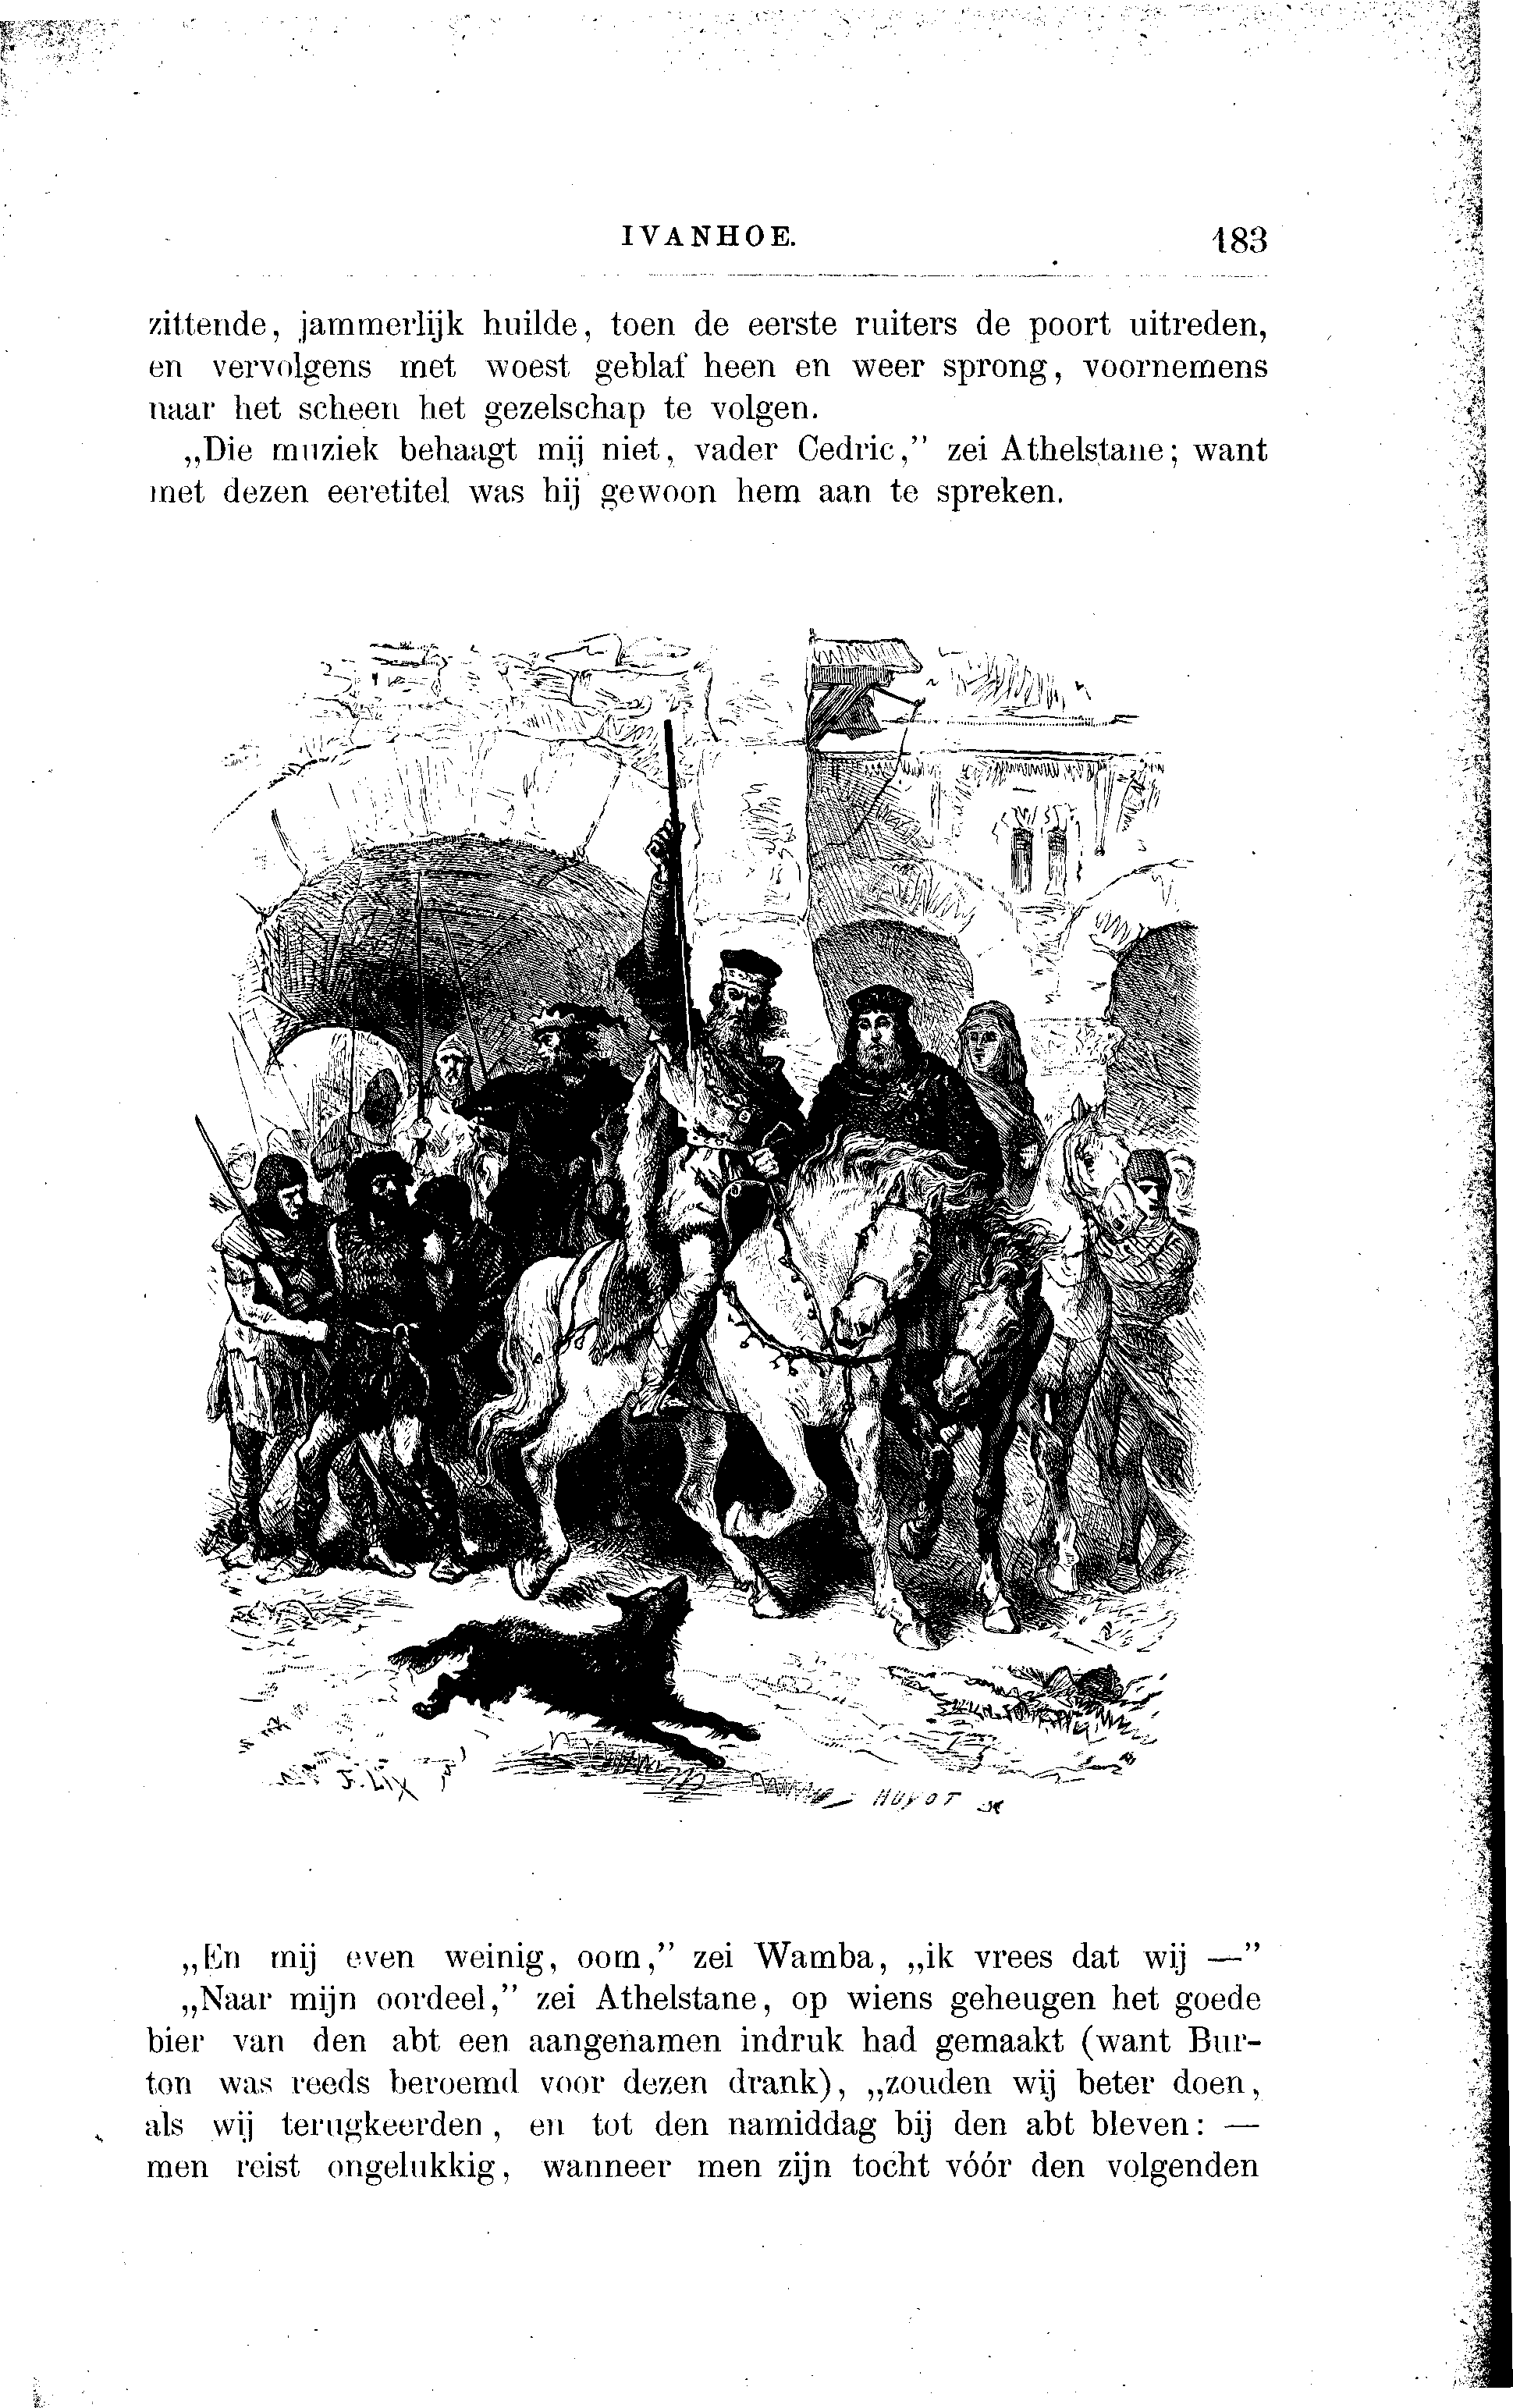 IVANHOE. 183
zittende, jammerlijk huilde, toen de eerste ruiters de poort uitreden,
en vervolgens met woest geblaf heen en weer sprong, voornemens
naar het scheen het gezelschap te volgen.
„Die muziek behaagt mij niet, vader Cedric,” zei Athelstane; want
met dezen eeretitel was hij gewoon hem aan te spreken.
F. LIX
HUYOT
„En mij even weinig, oom,” zei Wamba, „ik vrees dat wij —”
„Naar mijn oordeel,” zei Athelstane, op wiens geheugen het goede
bier van den abt een aangenamen indruk had gemaakt (want Bur-
ton was reeds beroemd voor dezen drank), „zouden wij beter doen,
als wij terugkeerden, en tot den namiddag bij den abt bleven: —
men reist ongelukkig, wanneer men zijn tocht vóór den volgenden